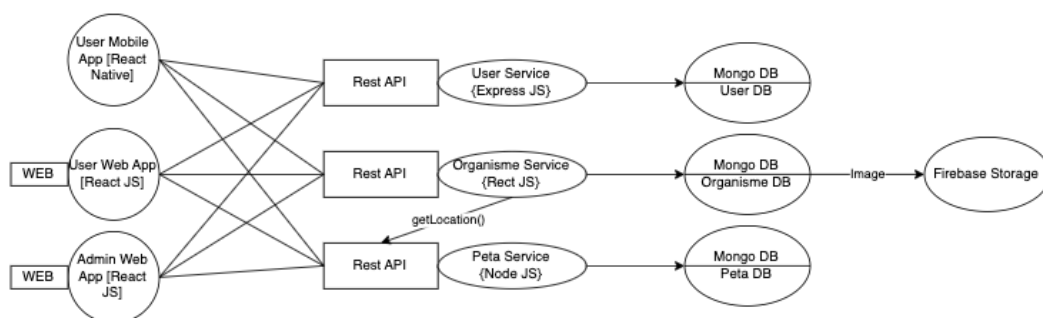 User Mobile
App [React
Native]
Rest API
User Service
{Express JS}
Mongo DB
User DB
WEB
User Web App
[React JS]
Rest API
Organisme Service
{Rect JS}
Mongo DB
Organisme DB
Image
Firebase Storage
getLocation()
WEB
Admin Web
App [React
JS]
Rest API
Peta Service
{Node JS}
Mongo DB
Peta DB